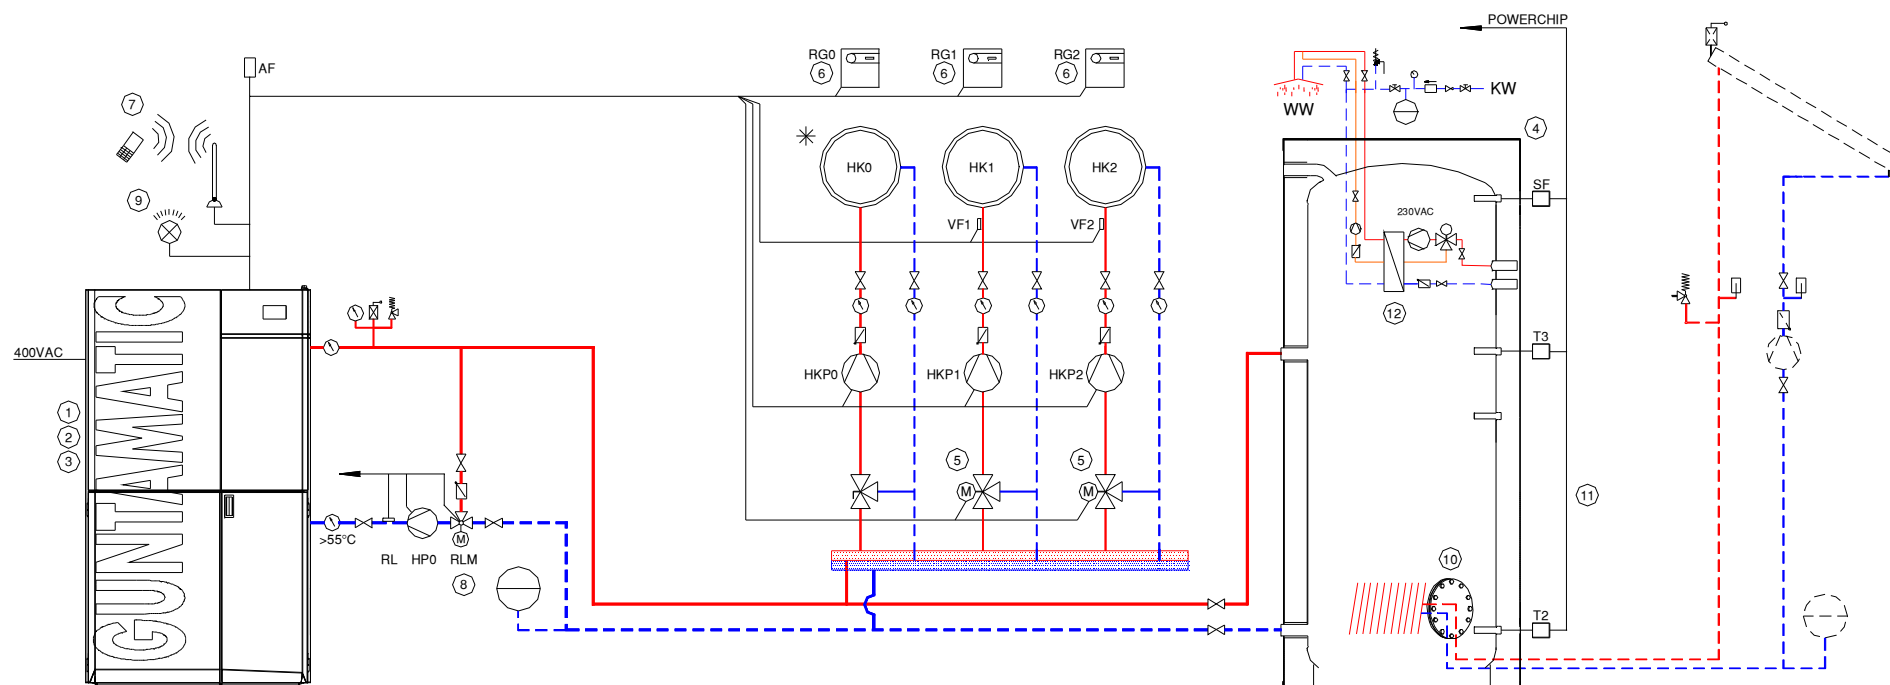 POWERCHIP
AF
RG0
RG1
RG2
6
6
6
7
WW
KW
4
HK0
HK1
HK2
SF
9
VF1
VF2
230VAC
GUNTAMATIC
12
400VAC
T3
HKP0
HKP1
HKP2
1
2
3
5
5
M
M
11
>55°C
RL
HP0
RLM
M
8
10
T2